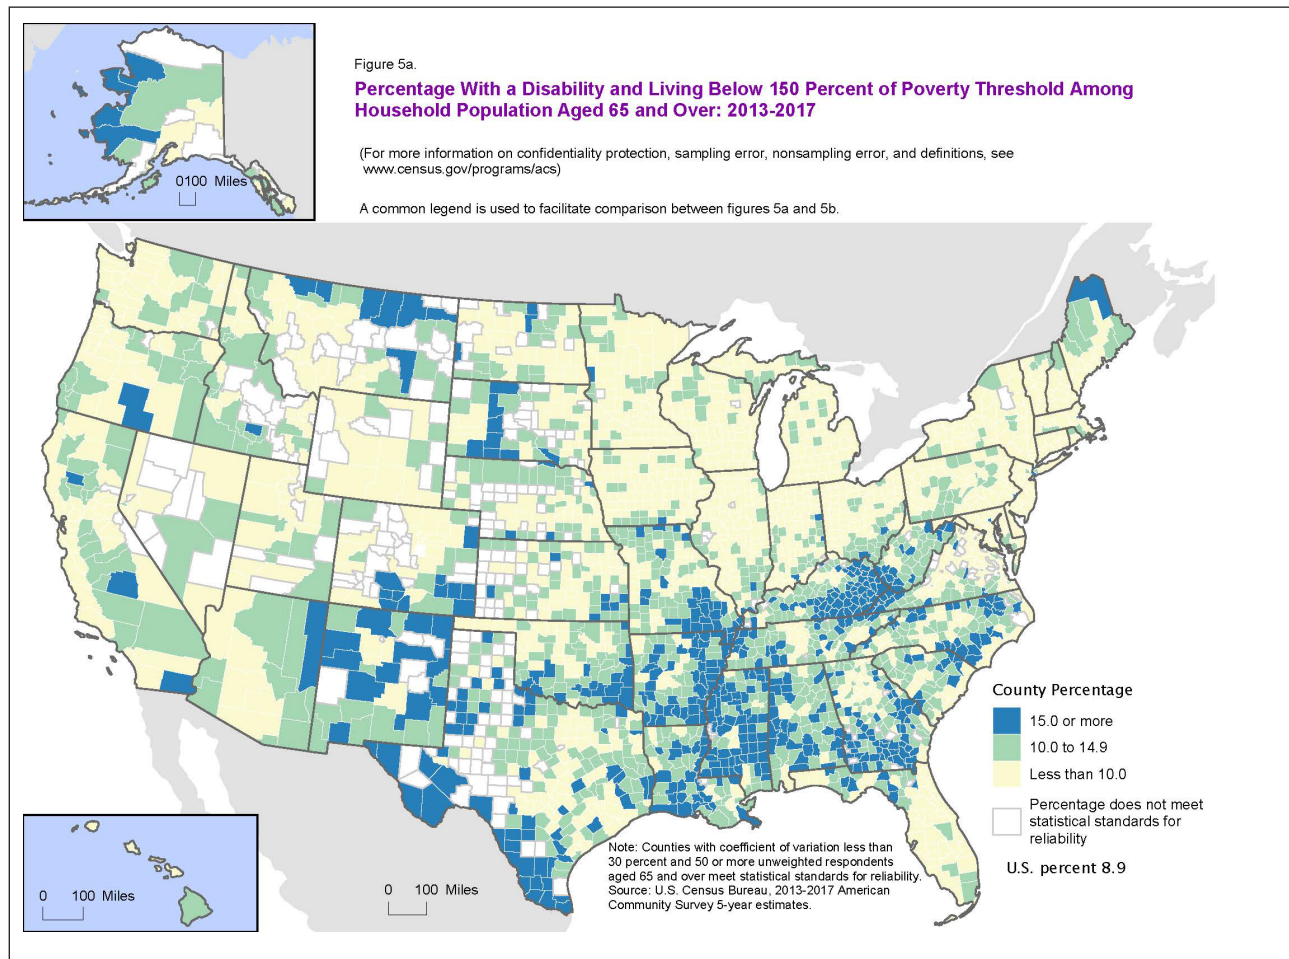 Figure 5a.
Percentage With a Disability and Living Below 150 Percent of Poverty Threshold Among
Household Population Aged 65 and Over: 2013-2017
(For more information on confidentiality protection, sampling error, nonsampling error, and definitions, see
www.census.gov/programs/acs)
A common legend is used to facilitate comparison between figures 5a and 5b.
0100 Miles
County Percentage
15.0 or more
10.0 to 14.9
Less than 10.0
Percentage does not meet
statistical standards for
reliability
U.S. percent 8.9
Note: Counties with coefficient of variation less than
30 percent and 50 or more unweighted respondents
aged 65 and over meet statistical standards for reliability.
Source: U.S. Census Bureau, 2013-2017 American
Community Survey 5-year estimates.
0 100 Miles
0 100 Miles